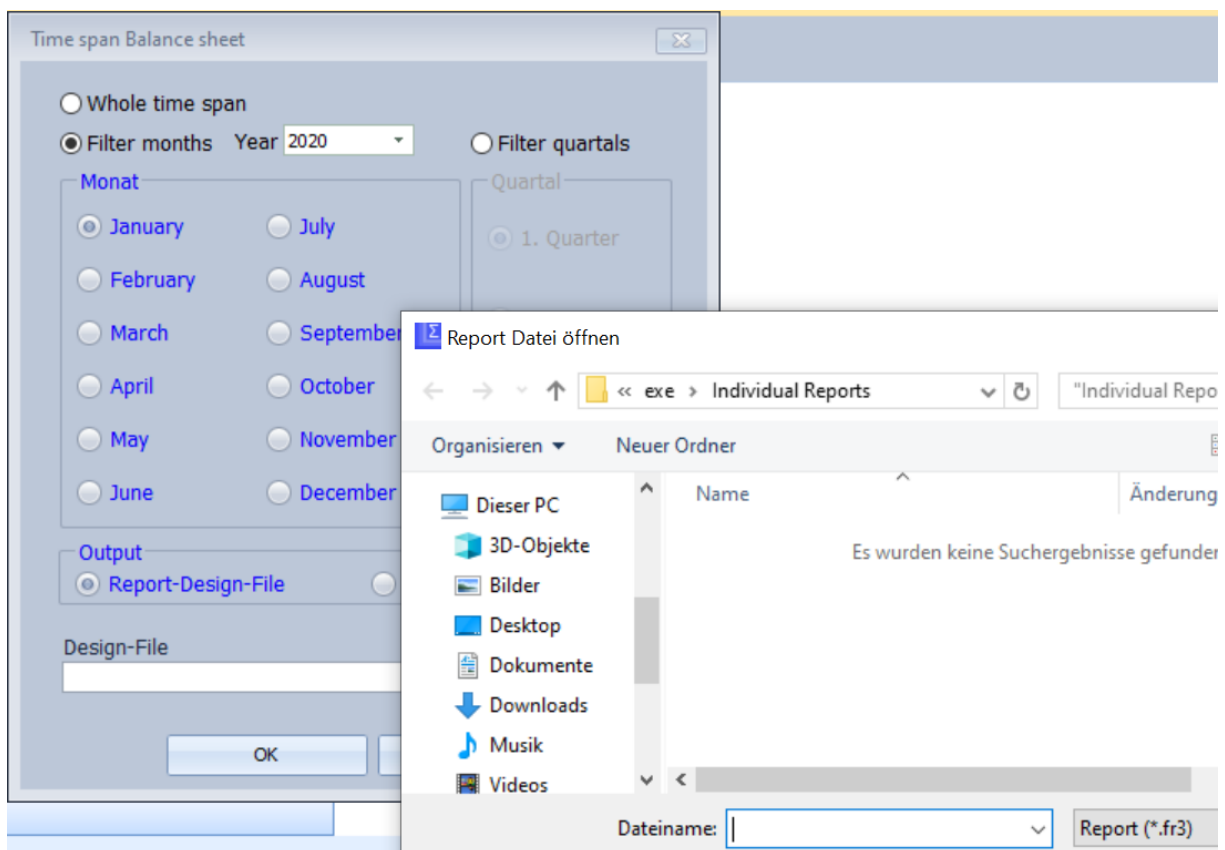 Time span Balance sheet
Whole time span
Filter months Year 2020 Filter quartals
Monat Quartal
January July 1. Quarter
February August
March September
April October
May November
June December
Output
Report-Design-File
Design-File
OK
Report Datei öffnen
« exe › Individual Reports "Individual Repo
Organisieren Neuer Ordner
Dieser PC Name Änderung
3D-Objekte Es wurden keine Suchergebnisse gefunden
Bilder
Desktop
Dokumente
Downloads
Musik
Videos
Dateiname: Report (*.fr3)